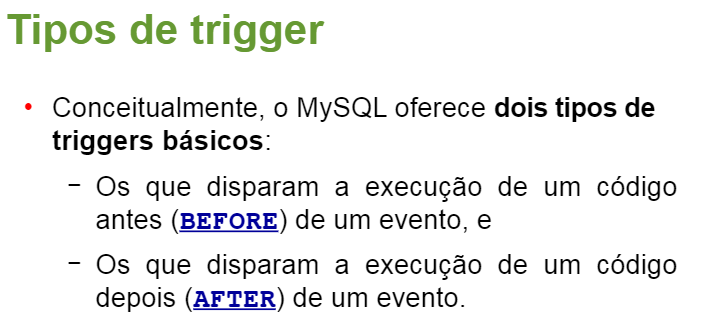 Tipos de trigger
• Conceitualmente, o MySQL oferece dois tipos de
triggers básicos:
− Os que disparam a execução de um código
antes (BEFORE) de um evento, e
− Os que disparam a execução de um código
depois (AFTER) de um evento.